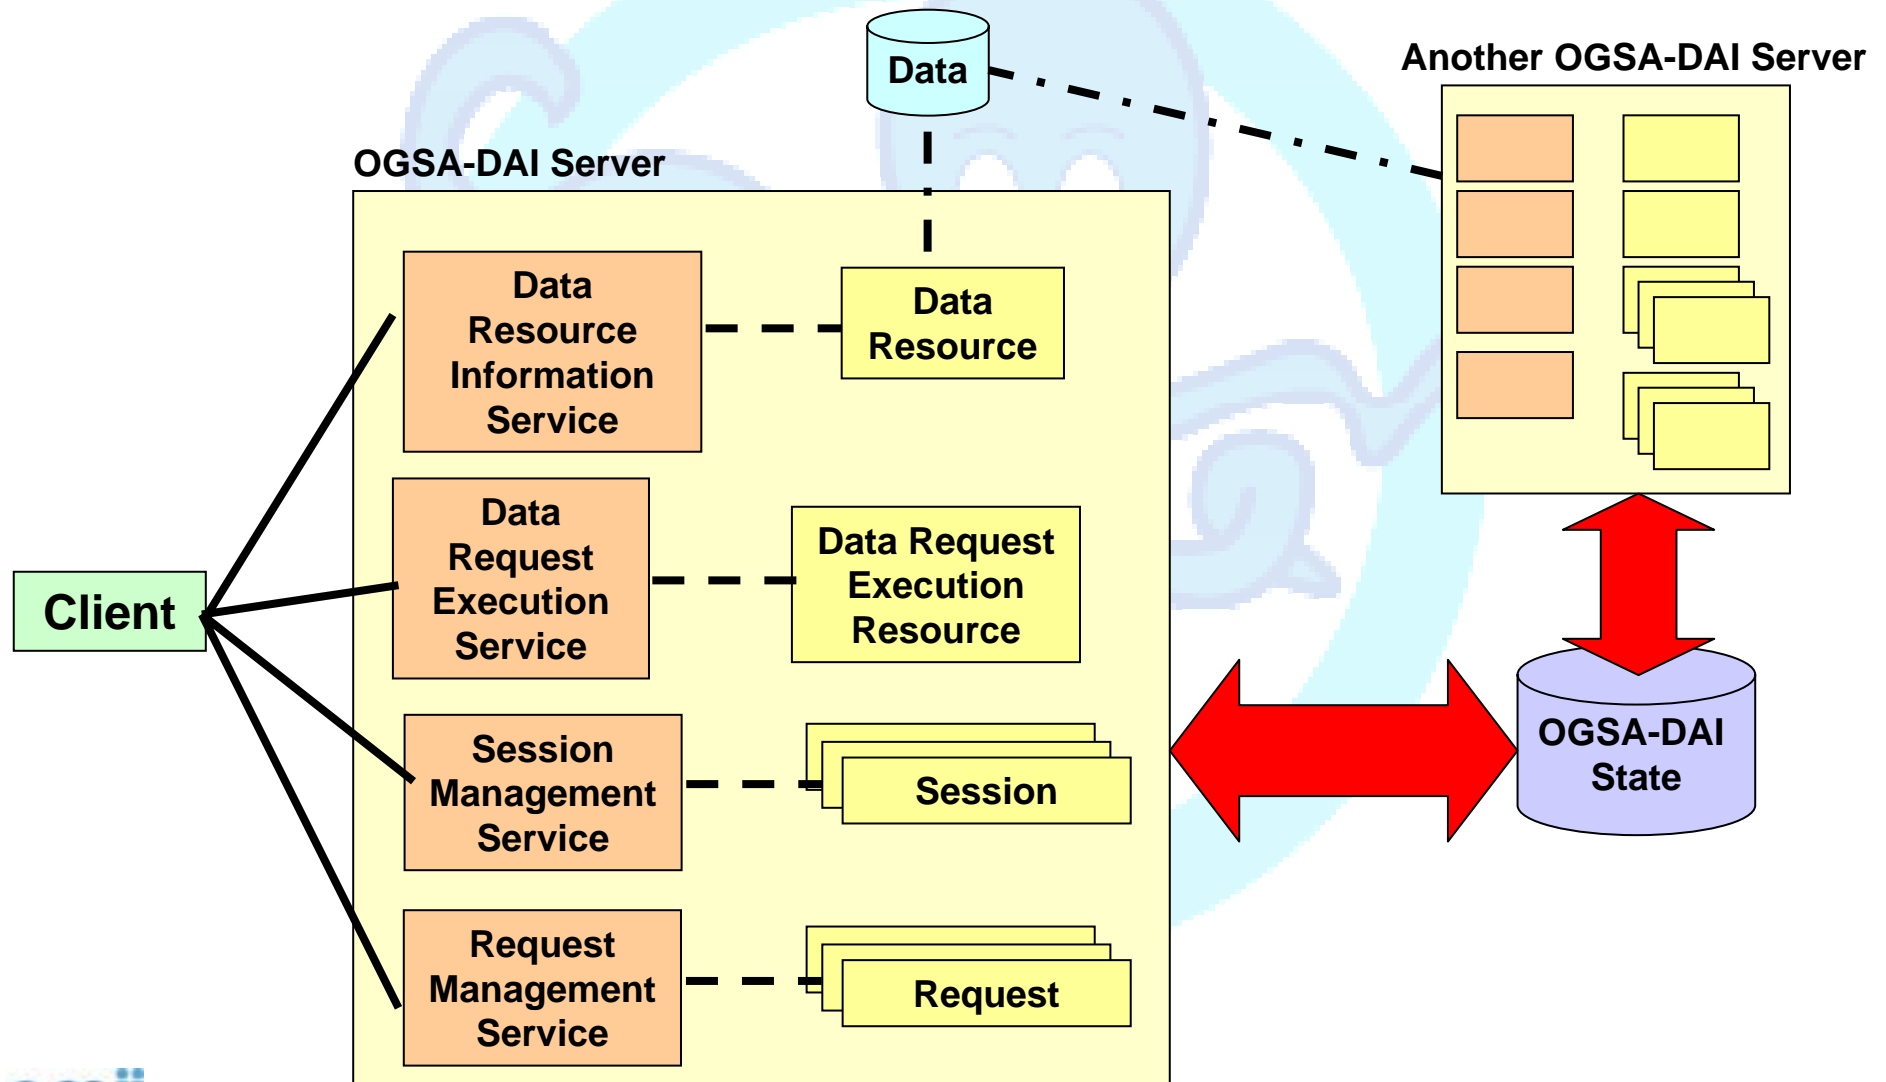 Data
Another OGSA-DAI Server
OGSA-DAI Server
Data
Resource
Information
Service
Data
Resource
Data
Request
Execution
Service
Data Request
Execution
Resource
Client
Session
Management
Service
Session
OGSA-DAI
State
Request
Management
Service
Request